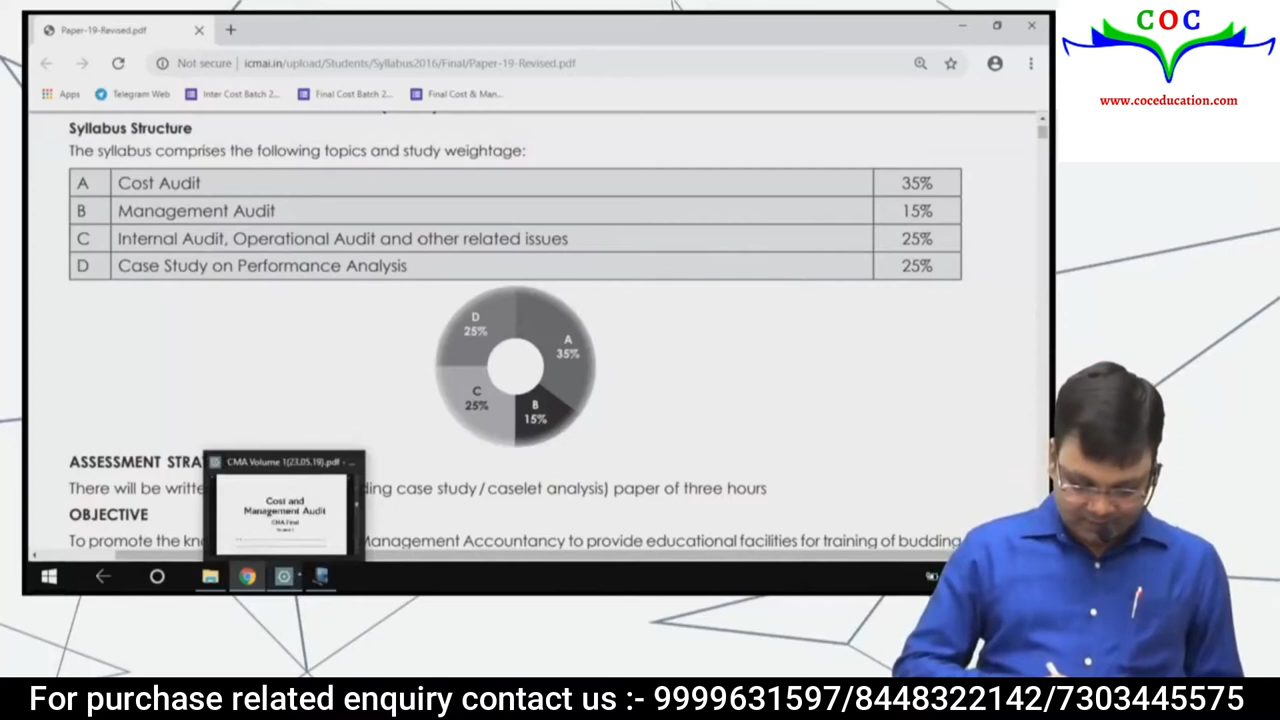 Paper-19-Revised.pdf
Not secure | icmai.in/upload/Students/Syllabus2016/Final/Paper-19-Revised.pdf
Apps Telegram Web Inter Cost Batch 2... Final Cost Batch 2... Final Cost & Man...
COC
www.coceducation.com
Syllabus Structure
The syllabus comprises the following topics and study weightage:
A Cost Audit 35%
B Management Audit 15%
C Internal Audit, Operational Audit and other related issues 25%
D Case Study on Performance Analysis 25%
D
25%
A
35%
C
25%
B
15%
ASSESSMENT STRA
CMA Volume 1(23.05.19).pdf - ...
There will be writte
ding case study/caselet analysis) paper of three hours
Cost and
Management Audit
CMA Final
OBJECTIVE
To promote the kno
Management Accountancy to provide educational facilities for training of budding
For purchase related enquiry contact us :- 9999631597/8448322142/7303445575